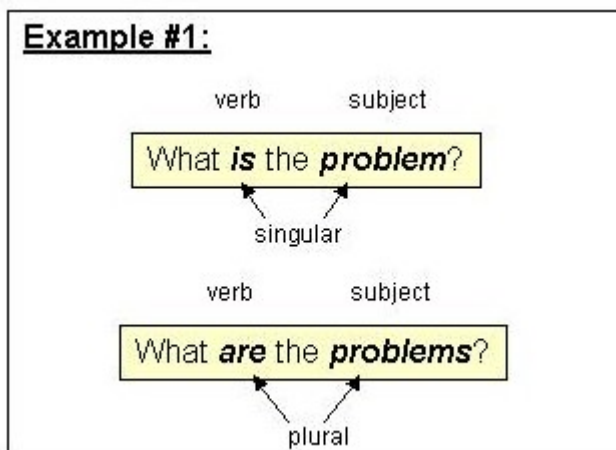 Example #1:
verb subject
What is the problem?
singular
verb subject
What are the problems?
plural